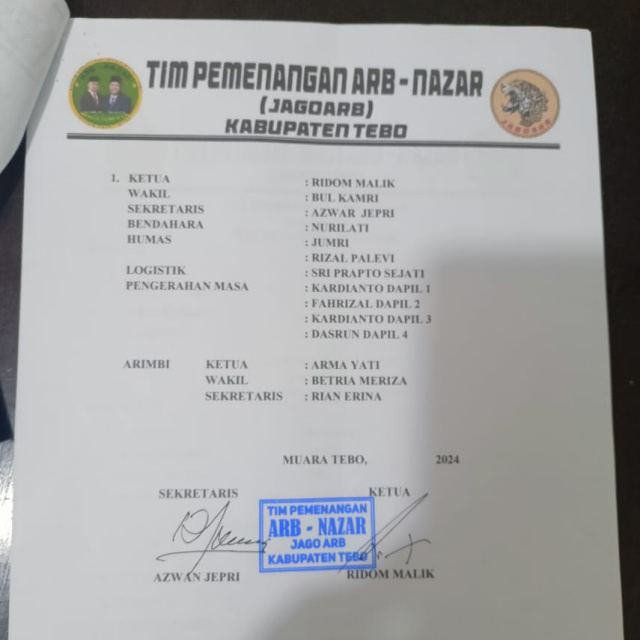 TIM PEMENANGAN ARB - NAZAR
(JAGOARB)
KABUPATEN TEBO
JAGOARB
1. KETUA : RIDOM MALIK
WAKIL : BUL KAMRI
SEKRETARIS : AZWAR JEPRI
BENDAHARA : NURILATI
HUMAS : JUMRI
: RIZAL PALEVI
LOGISTIK : SRI PRAPTO SEJATI
PENGERAHAN MASA : KARDIANTO DAPIL 1
: FAHRIZAL DAPIL 2
: KARDIANTO DAPIL 3
: DASRUN DAPIL 4
ARIMBI KETUA : ARMA YATI
WAKIL : BETRIA MERIZA
SEKRETARIS : RIAN ERINA
MUARA TEBO, 2024
SEKRETARIS KETUA
TIM PEMENANGAN
ARB - NAZAR
JAGO ARB
KABUPATEN TEBO
AZWAN JEPRI RIDOM MALIK